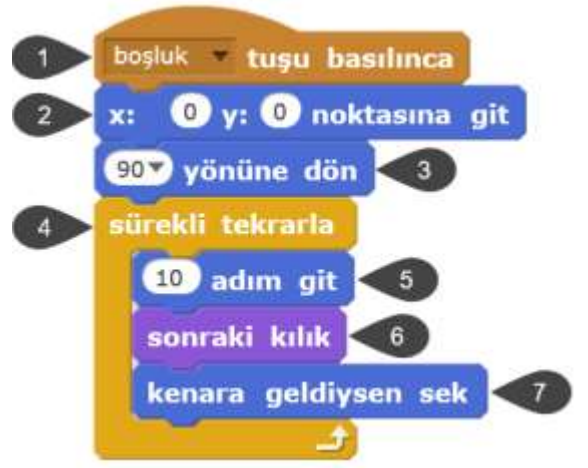 1 boşluk tuşu basılınca
2 x: 0 y: 0 noktasına git
90 yönüne dön 3
4 sürekli tekrarla
10 adım git 5
sonraki kılık 6
kenara geldiysen sek 7